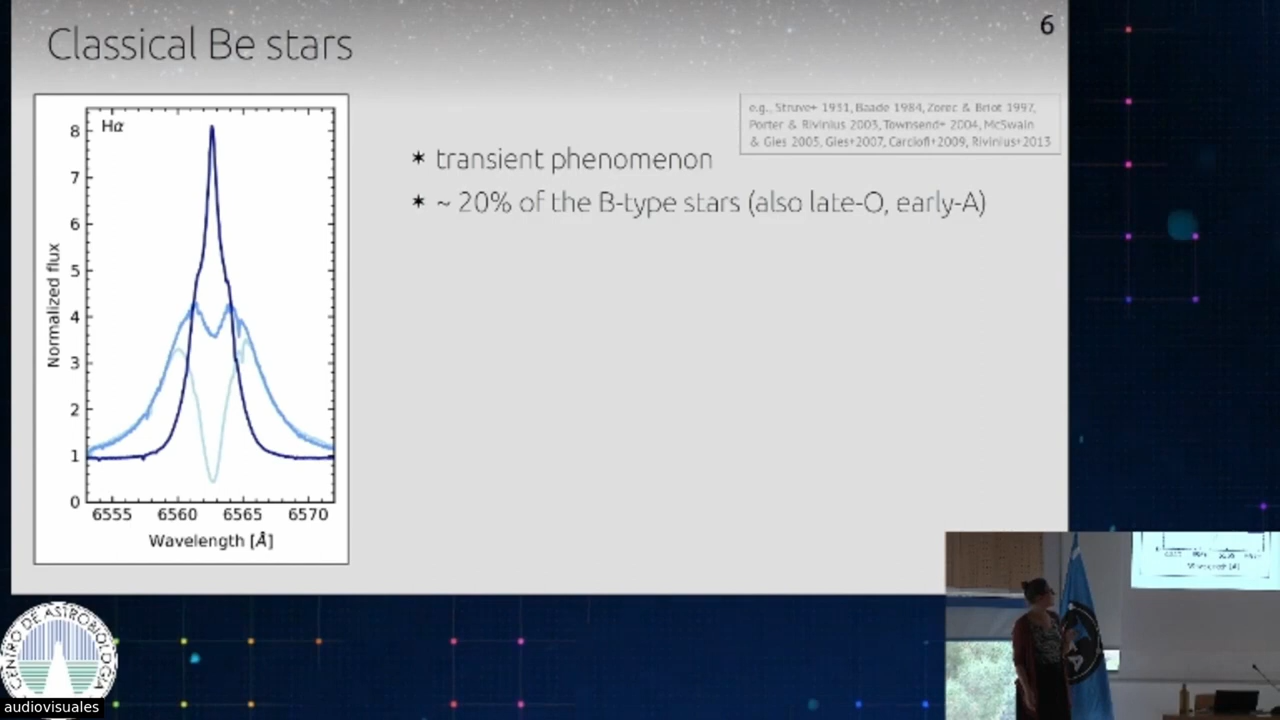 Classical Be stars
6
e.g., Struve+ 1931, Baade 1984, Zorec & Briot 1997,
Porter & Rivinius 2003, Townsend+ 2004, McSwain
& Gies 2005, Gies+2007, Carciofi+2009, Rivinius+2013
✶ transient phenomenon
✶ ~ 20% of the B-type stars (also late-O, early-A)
Hα
8
7
6
5
4
3
2
1
0
Normalized flux
6555 6560 6565 6570
Wavelength [Å]
CENTRO DE ASTROBIOLOGÍA
audiovisuales